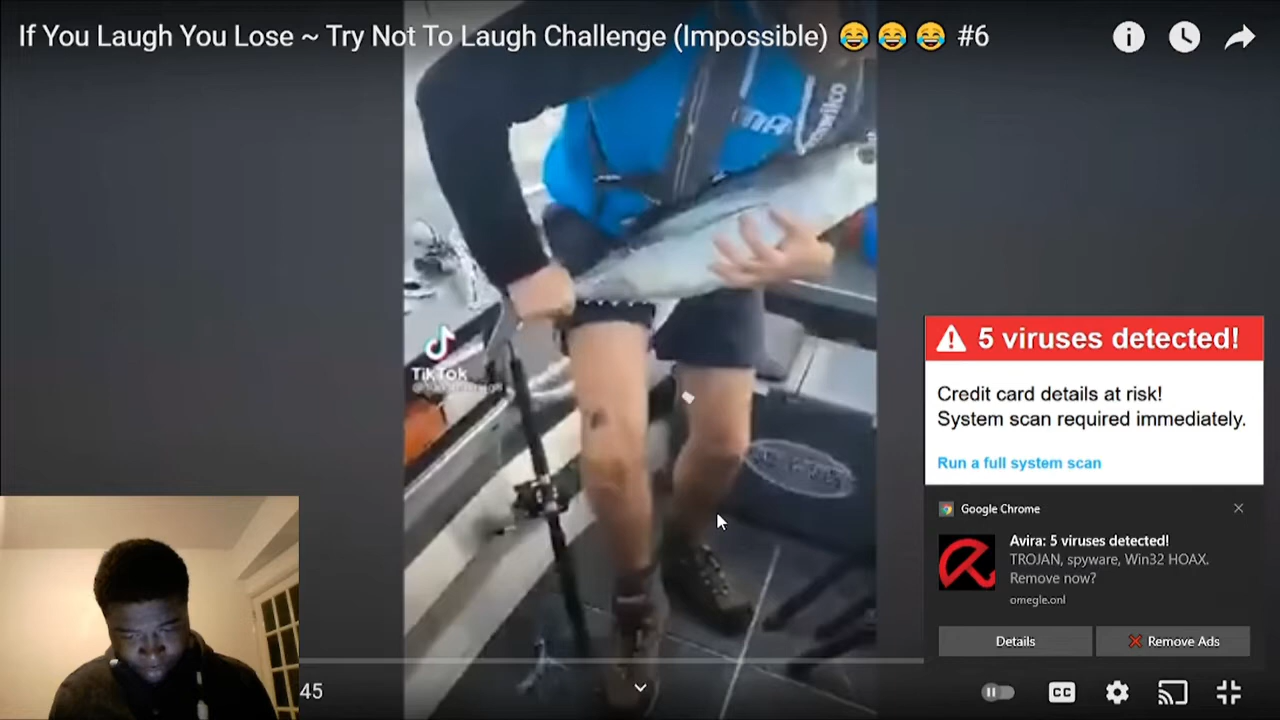 If You Laugh You Lose ~ Try Not To Laugh Challenge (Impossible) 😂 😂 😂 #6
TikTok
5 viruses detected!
Credit card details at risk!
System scan required immediately.
Run a full system scan
Google Chrome
Avira: 5 viruses detected!
TROJAN, spyware, Win32 HOAX.
Remove now?
omegle.onl
Details
❌ Remove Ads
45
CC